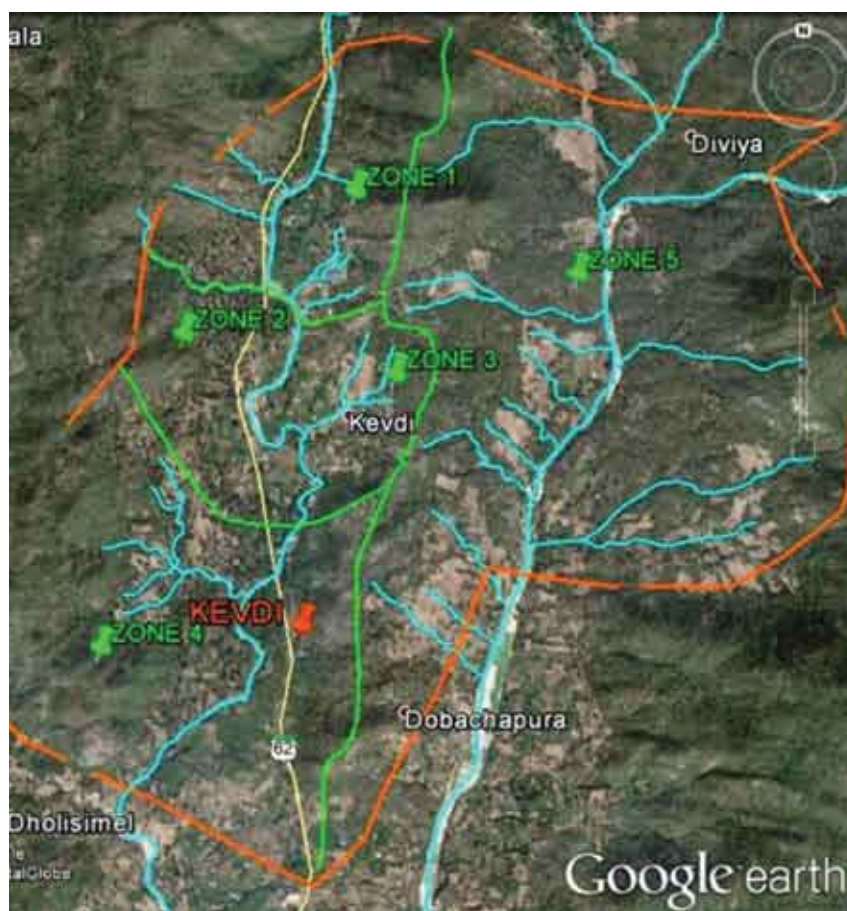 ala
N
Diviya
ZONE 1
ZONE 5
ZONE 2
ZONE 3
Kevdi
KEVDI
ZONE 4
Dobachapura
62
Dholisimel
e
talGlobe
Google earth